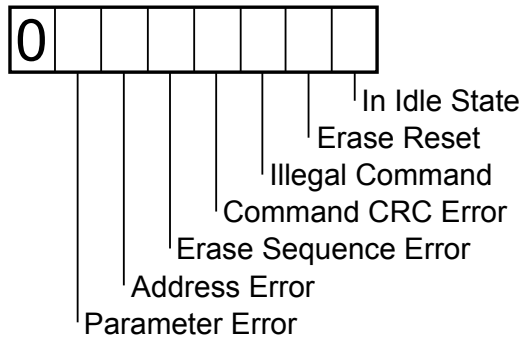 0
In Idle State
Erase Reset
Illegal Command
Command CRC Error
Erase Sequence Error
Address Error
Parameter Error